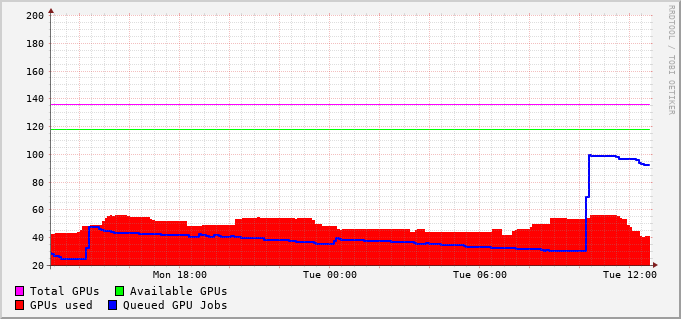 200
180
160
140
120
100
80
60
40
20
Mon 18:00 Tue 00:00 Tue 06:00 Tue 12:00
Total GPUs Available GPUs
GPUs used Queued GPU Jobs
RRDTOOL / TOBI OETIKER